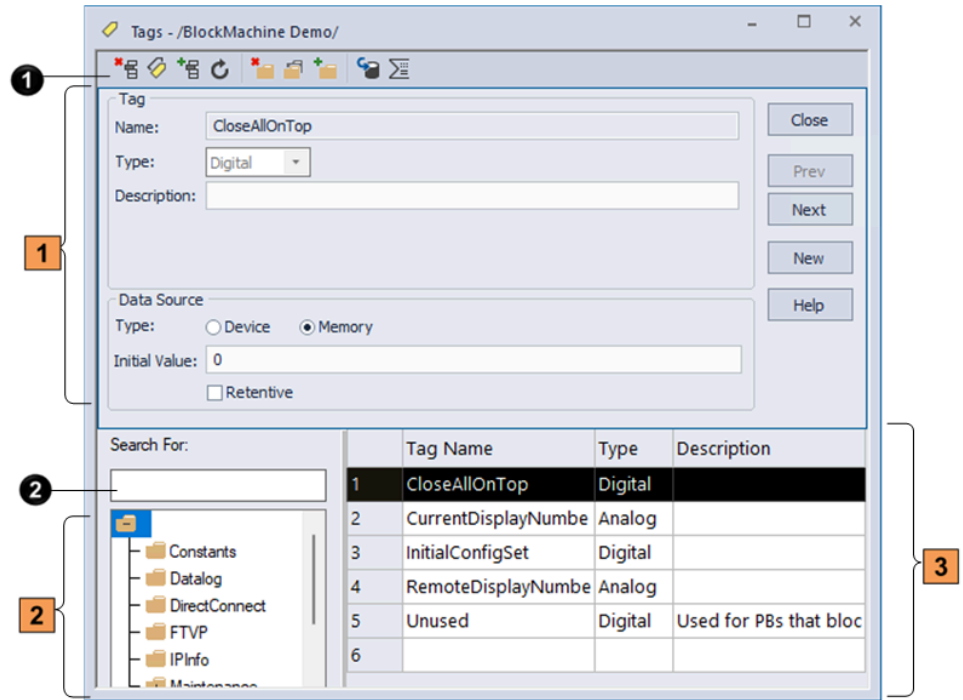 Tags - /BlockMachine Demo/
1
Tag
Name: CloseAllOnTop
Close
Type: Digital
Prev
Description:
Next
1
New
Data Source
Help
Type: Device Memory
Initial Value: 0
Retentive
Search For:
Tag Name Type Description
2
1 CloseAllOnTop Digital
2 CurrentDisplayNumbe Analog
Constants
3 InitialConfigSet Digital
Datalog
3
4 RemoteDisplayNumbe Analog
DirectConnect
2
5 Unused Digital Used for PBs that bloc
FTVP
IPInfo
6
Maintenance